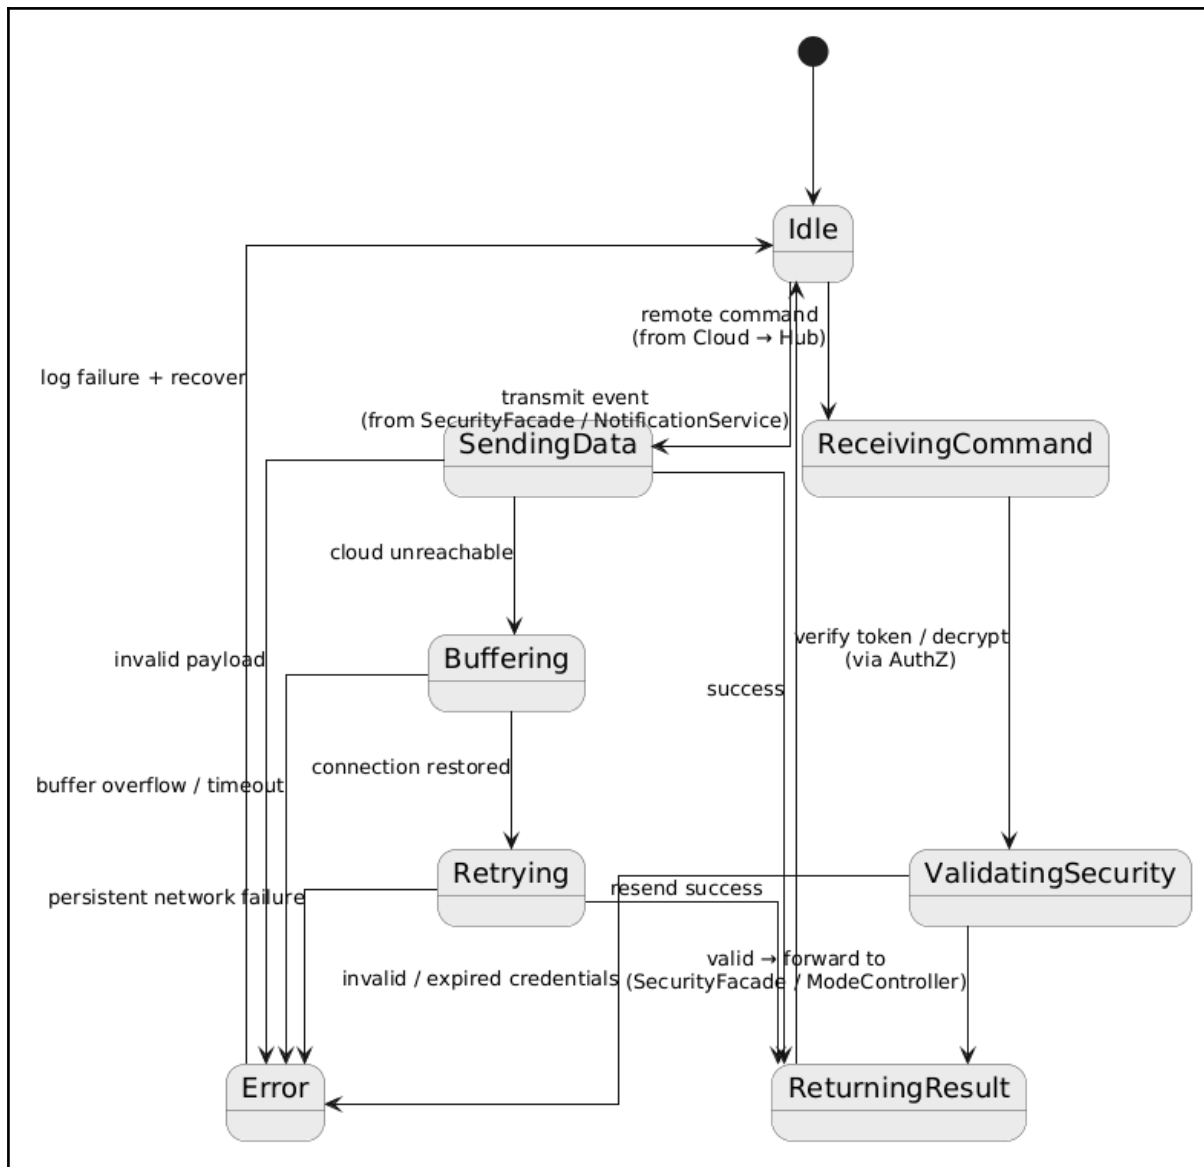 Idle
remote command
(from Cloud → Hub)
log failure + recover
transmit event
(from SecurityFacade / NotificationService)
SendingData
ReceivingCommand
cloud unreachable
verify token / decrypt
(via AuthZ)
invalid payload
Buffering
success
connection restored
buffer overflow / timeout
Retrying
ValidatingSecurity
resend success
persistent network failure
valid → forward to
(SecurityFacade / ModeController)
invalid / expired credentials
Error
ReturningResult